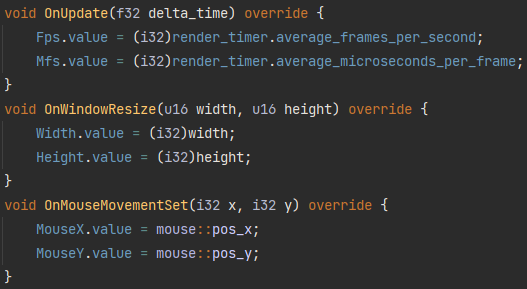 void OnUpdate(f32 delta_time) override {
    Fps.value = (i32)render_timer.average_frames_per_second;
    Mfs.value = (i32)render_timer.average_microseconds_per_frame;
}
void OnWindowResize(u16 width, u16 height) override {
    Width.value = (i32)width;
    Height.value = (i32)height;
}
void OnMouseMovementSet(i32 x, i32 y) override {
    MouseX.value = mouse::pos_x;
    MouseY.value = mouse::pos_y;
}